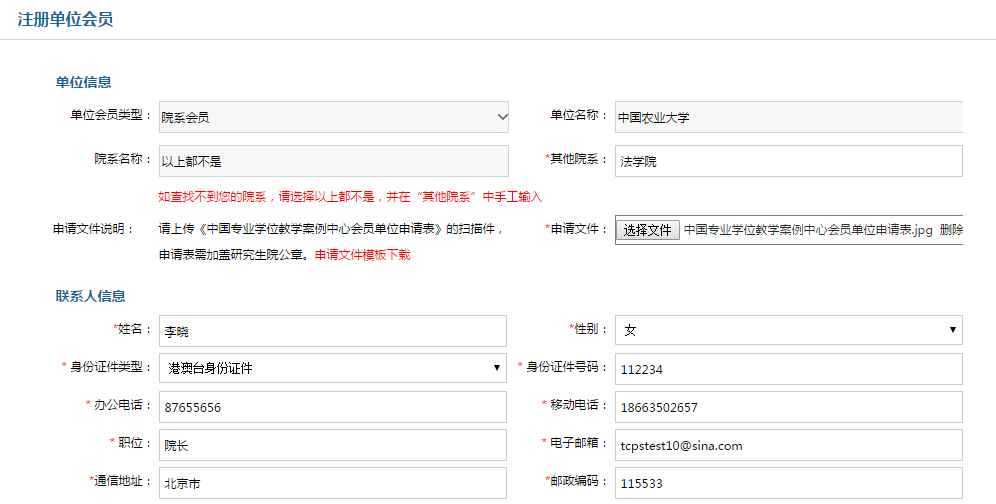 注册单位会员
单位信息
单位会员类型： 院系会员 单位名称： 中国农业大学
院系名称： 以上都不是 *其他院系： 法学院
如查找不到您的院系，请选择以上都不是，并在“其他院系”中手工输入
申请文件说明： 请上传《中国专业学位教学案例中心会员单位申请表》的扫描件， *申请文件： 选择文件 中国专业学位教学案例中心会员单位申请表.jpg 删除
申请表需加盖研究生院公章。申请文件模板下载
联系人信息
*姓名： 李晓 *性别： 女
* 身份证件类型： 港澳台身份证件 * 身份证件号码： 112234
* 办公电话： 87655656 * 移动电话： 18663502657
* 职位： 院长 * 电子邮箱： tcpstest10@sina.com
*通信地址： 北京市 *邮政编码： 115533